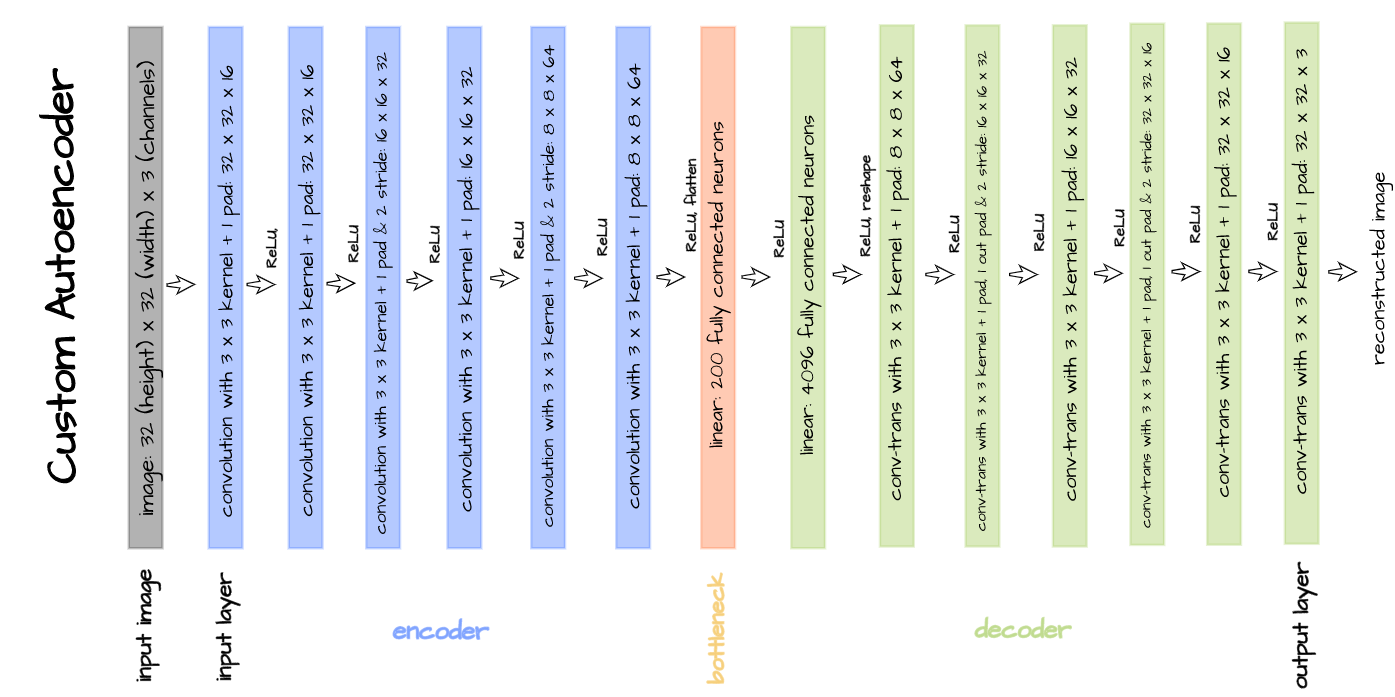 Custom Autoencoder
image: 32 (height) x 32 (width) x 3 (channels)
convolution with 3 x 3 Kernel + 1 pad: 32 x 32 x 16
ReLu,
convolution with 3 x 3 Kernel + 1 pad: 32 x 32 x 16
ReLu
convolution with 3 x 3 Kernel + 1 pad & 2 stride: 16 x 16 x 32
ReLu
convolution with 3 x 3 Kernel + 1 pad: 16 x 16 x 32
ReLu
convolution with 3 x 3 Kernel + 1 pad & 2 stride: 8 x 8 x 64
ReLu
convolution with 3 x 3 Kernel + 1 pad: 8 x 8 x 64
ReLu, flatten
linear: 200 fully connected neurons
ReLu
linear: 4096 fully connected neurons
ReLu, reshape
conv-trans with 3 x 3 Kernel + 1 pad: 8 x 8 x 64
ReLu
conv-trans with 3 x 3 Kernel + 1 pad, 1 out pad & 2 stride: 16 x 16 x 32
ReLu
conv-trans with 3 x 3 Kernel + 1 pad: 16 x 16 x 32
ReLu
conv-trans with 3 x 3 Kernel + 1 pad, 1 out pad & 2 stride: 32 x 32 x 16
ReLu
conv-trans with 3 x 3 Kernel + 1 pad: 32 x 32 x 16
ReLu
conv-trans with 3 x 3 Kernel + 1 pad: 32 x 32 x 3
reconstructed image
input image
input layer
encoder
bottleneck
decoder
output layer